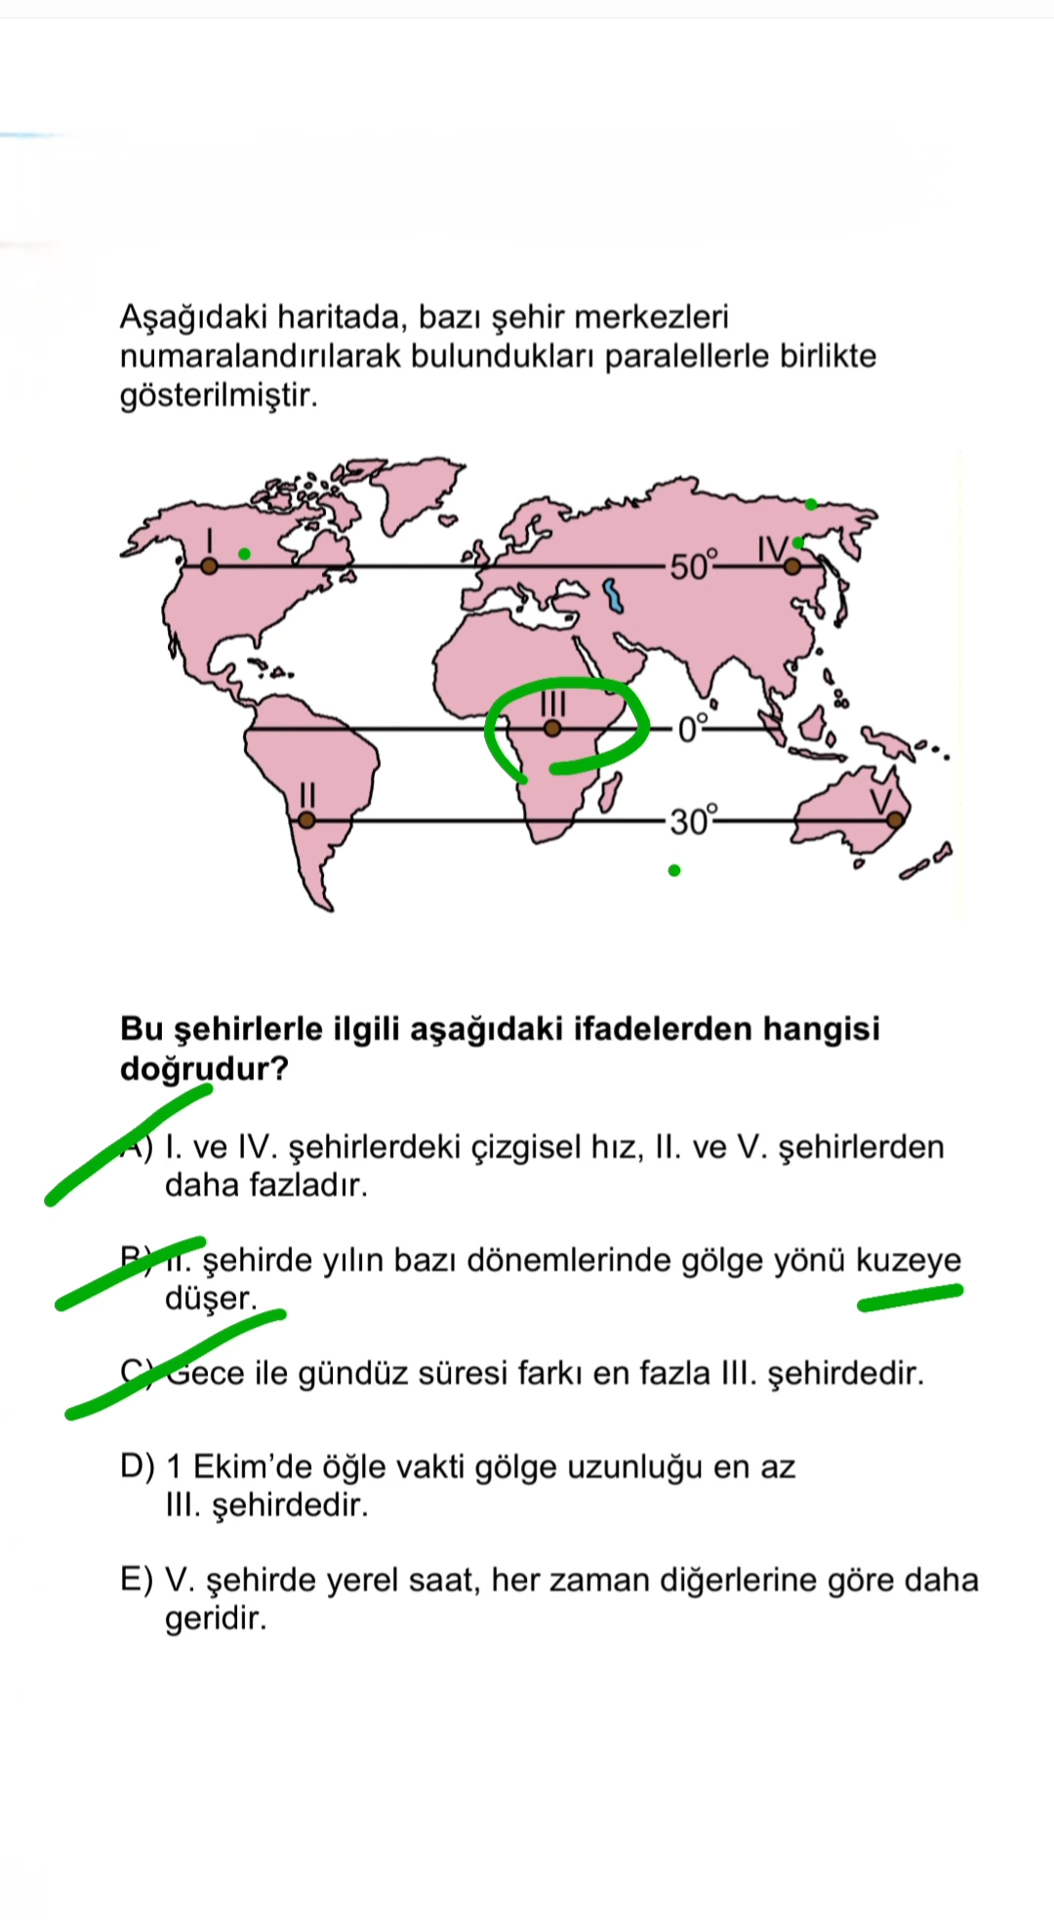 Aşağıdaki haritada, bazı şehir merkezleri
numaralandırılarak bulundukları paralellerle birlikte
gösterilmiştir.
I
IV
50°
III
0°
II
V
30°
Bu şehirlerle ilgili aşağıdaki ifadelerden hangisi
doğrudur?
A) I. ve IV. şehirlerdeki çizgisel hız, II. ve V. şehirlerden
daha fazladır.
B) II. şehirde yılın bazı dönemlerinde gölge yönü kuzeye
düşer.
C) Gece ile gündüz süresi farkı en fazla III. şehirdedir.
D) 1 Ekim’de öğle vakti gölge uzunluğu en az
III. şehirdedir.
E) V. şehirde yerel saat, her zaman diğerlerine göre daha
geridir.